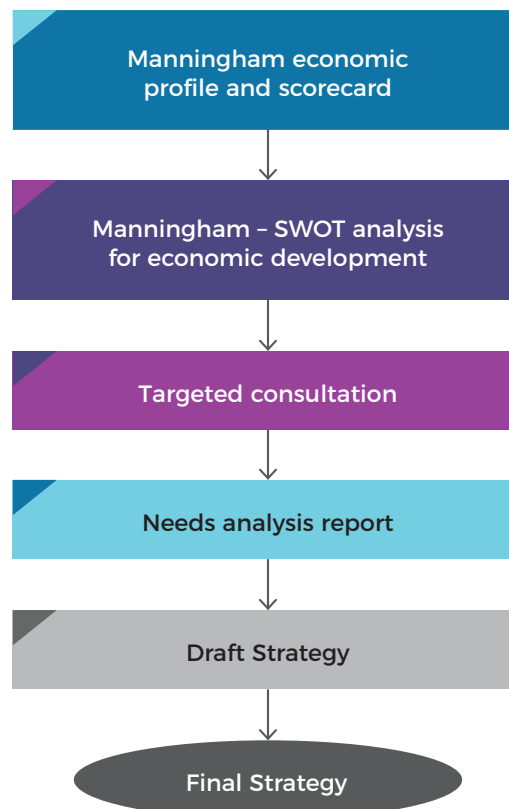 Manningham economic
profile and scorecard
Manningham – SWOT analysis
for economic development
Targeted consultation
Needs analysis report
Draft Strategy
Final Strategy